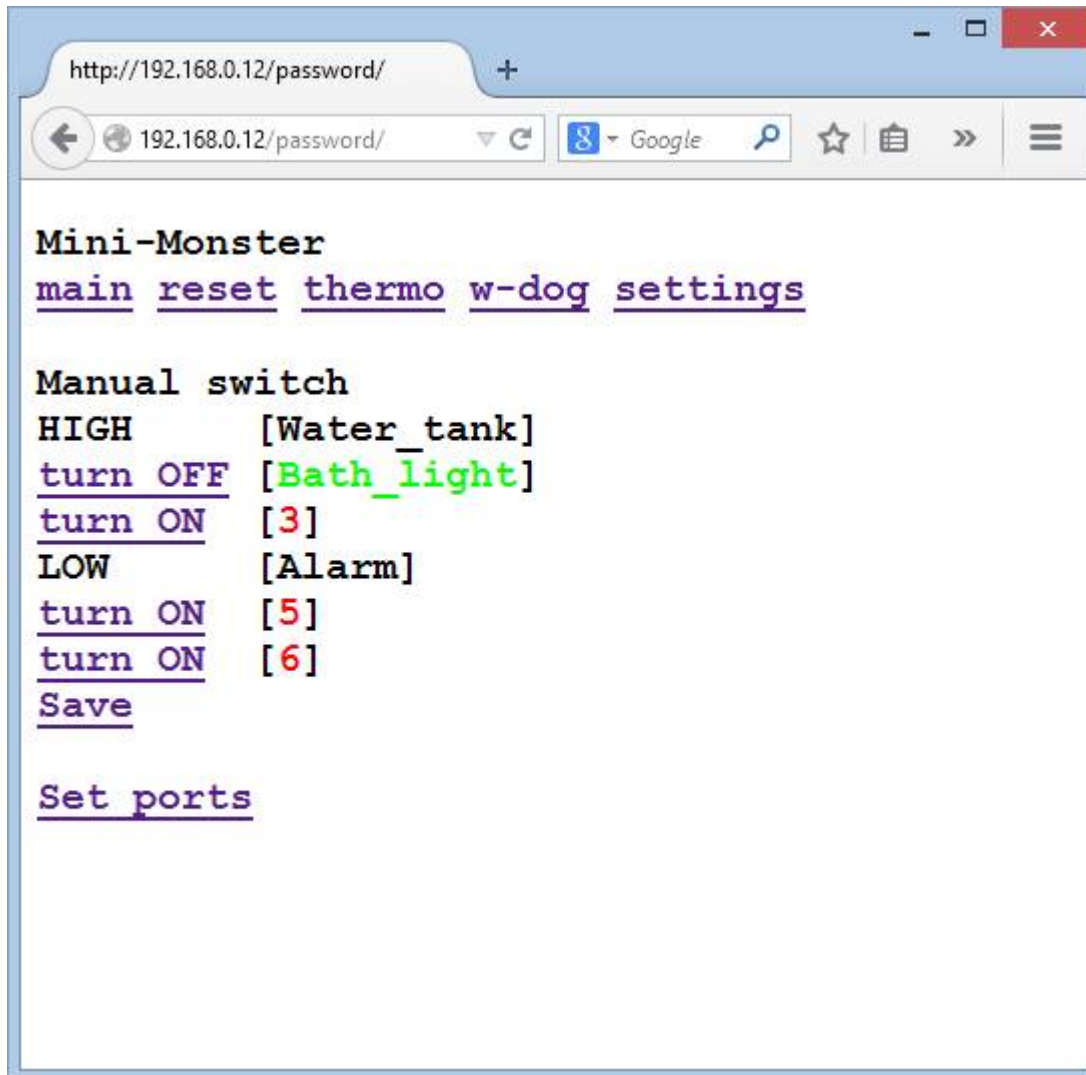 http://192.168.0.12/password/
192.168.0.12/password/ 8 Google
Mini-Monster
main reset thermo w-dog settings
Manual switch
HIGH [Water_tank]
turn OFF [Bath_light]
turn ON [3]
LOW [Alarm]
turn ON [5]
turn ON [6]
Save
Set ports